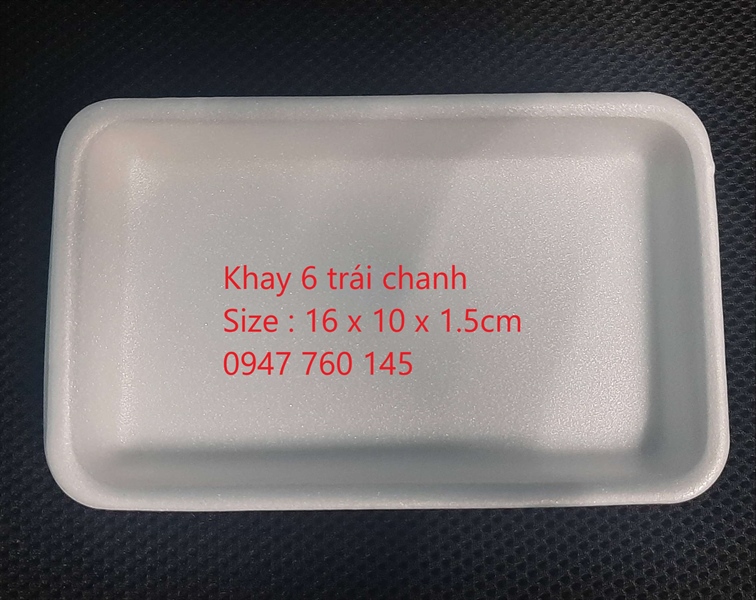 Khay 6 trái chanh
Size : 16 x 10 x 1.5cm
0947 760 145